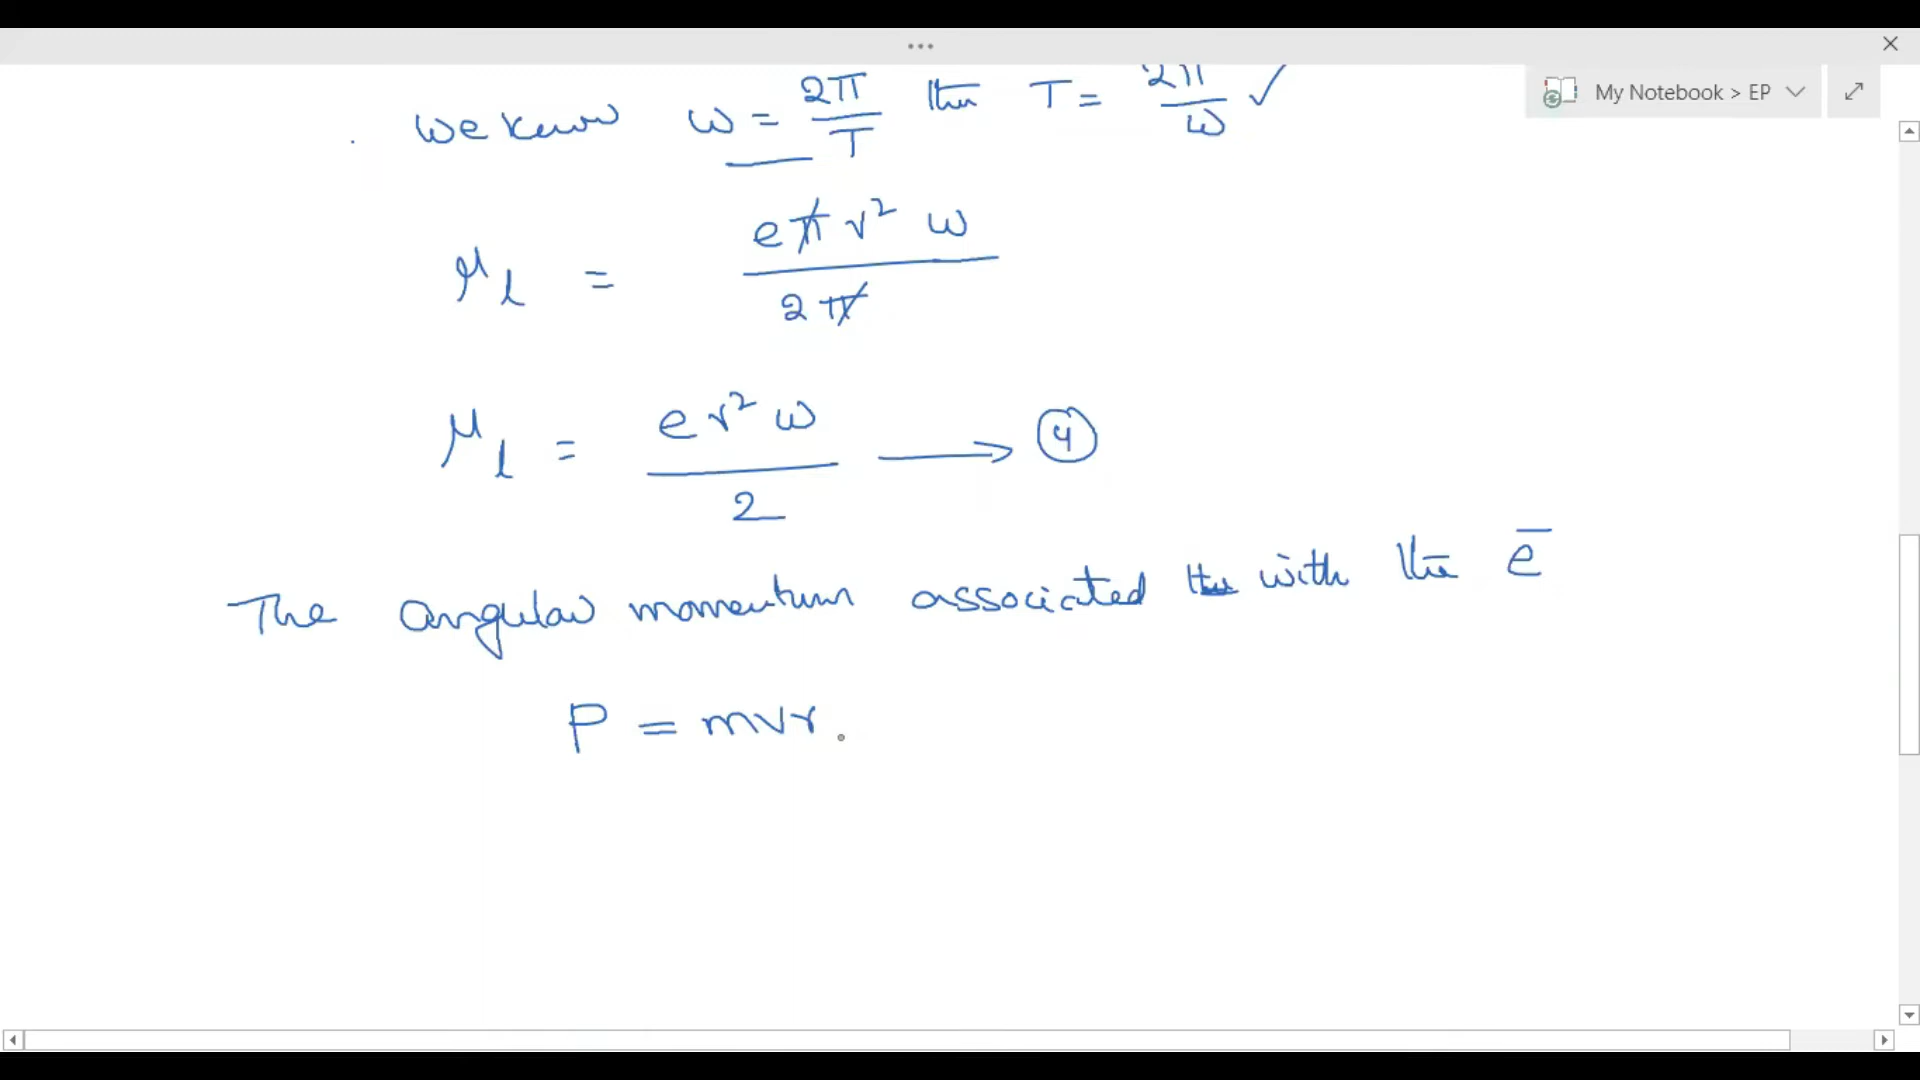 ...
My Notebook > EP
we know ω = 2π/T then T = 2π/ω ✓
μl = eπr² ω / 2π
μl = er² ω / 2 → ④
The angular momentum associated with the e̅
P = mvr.